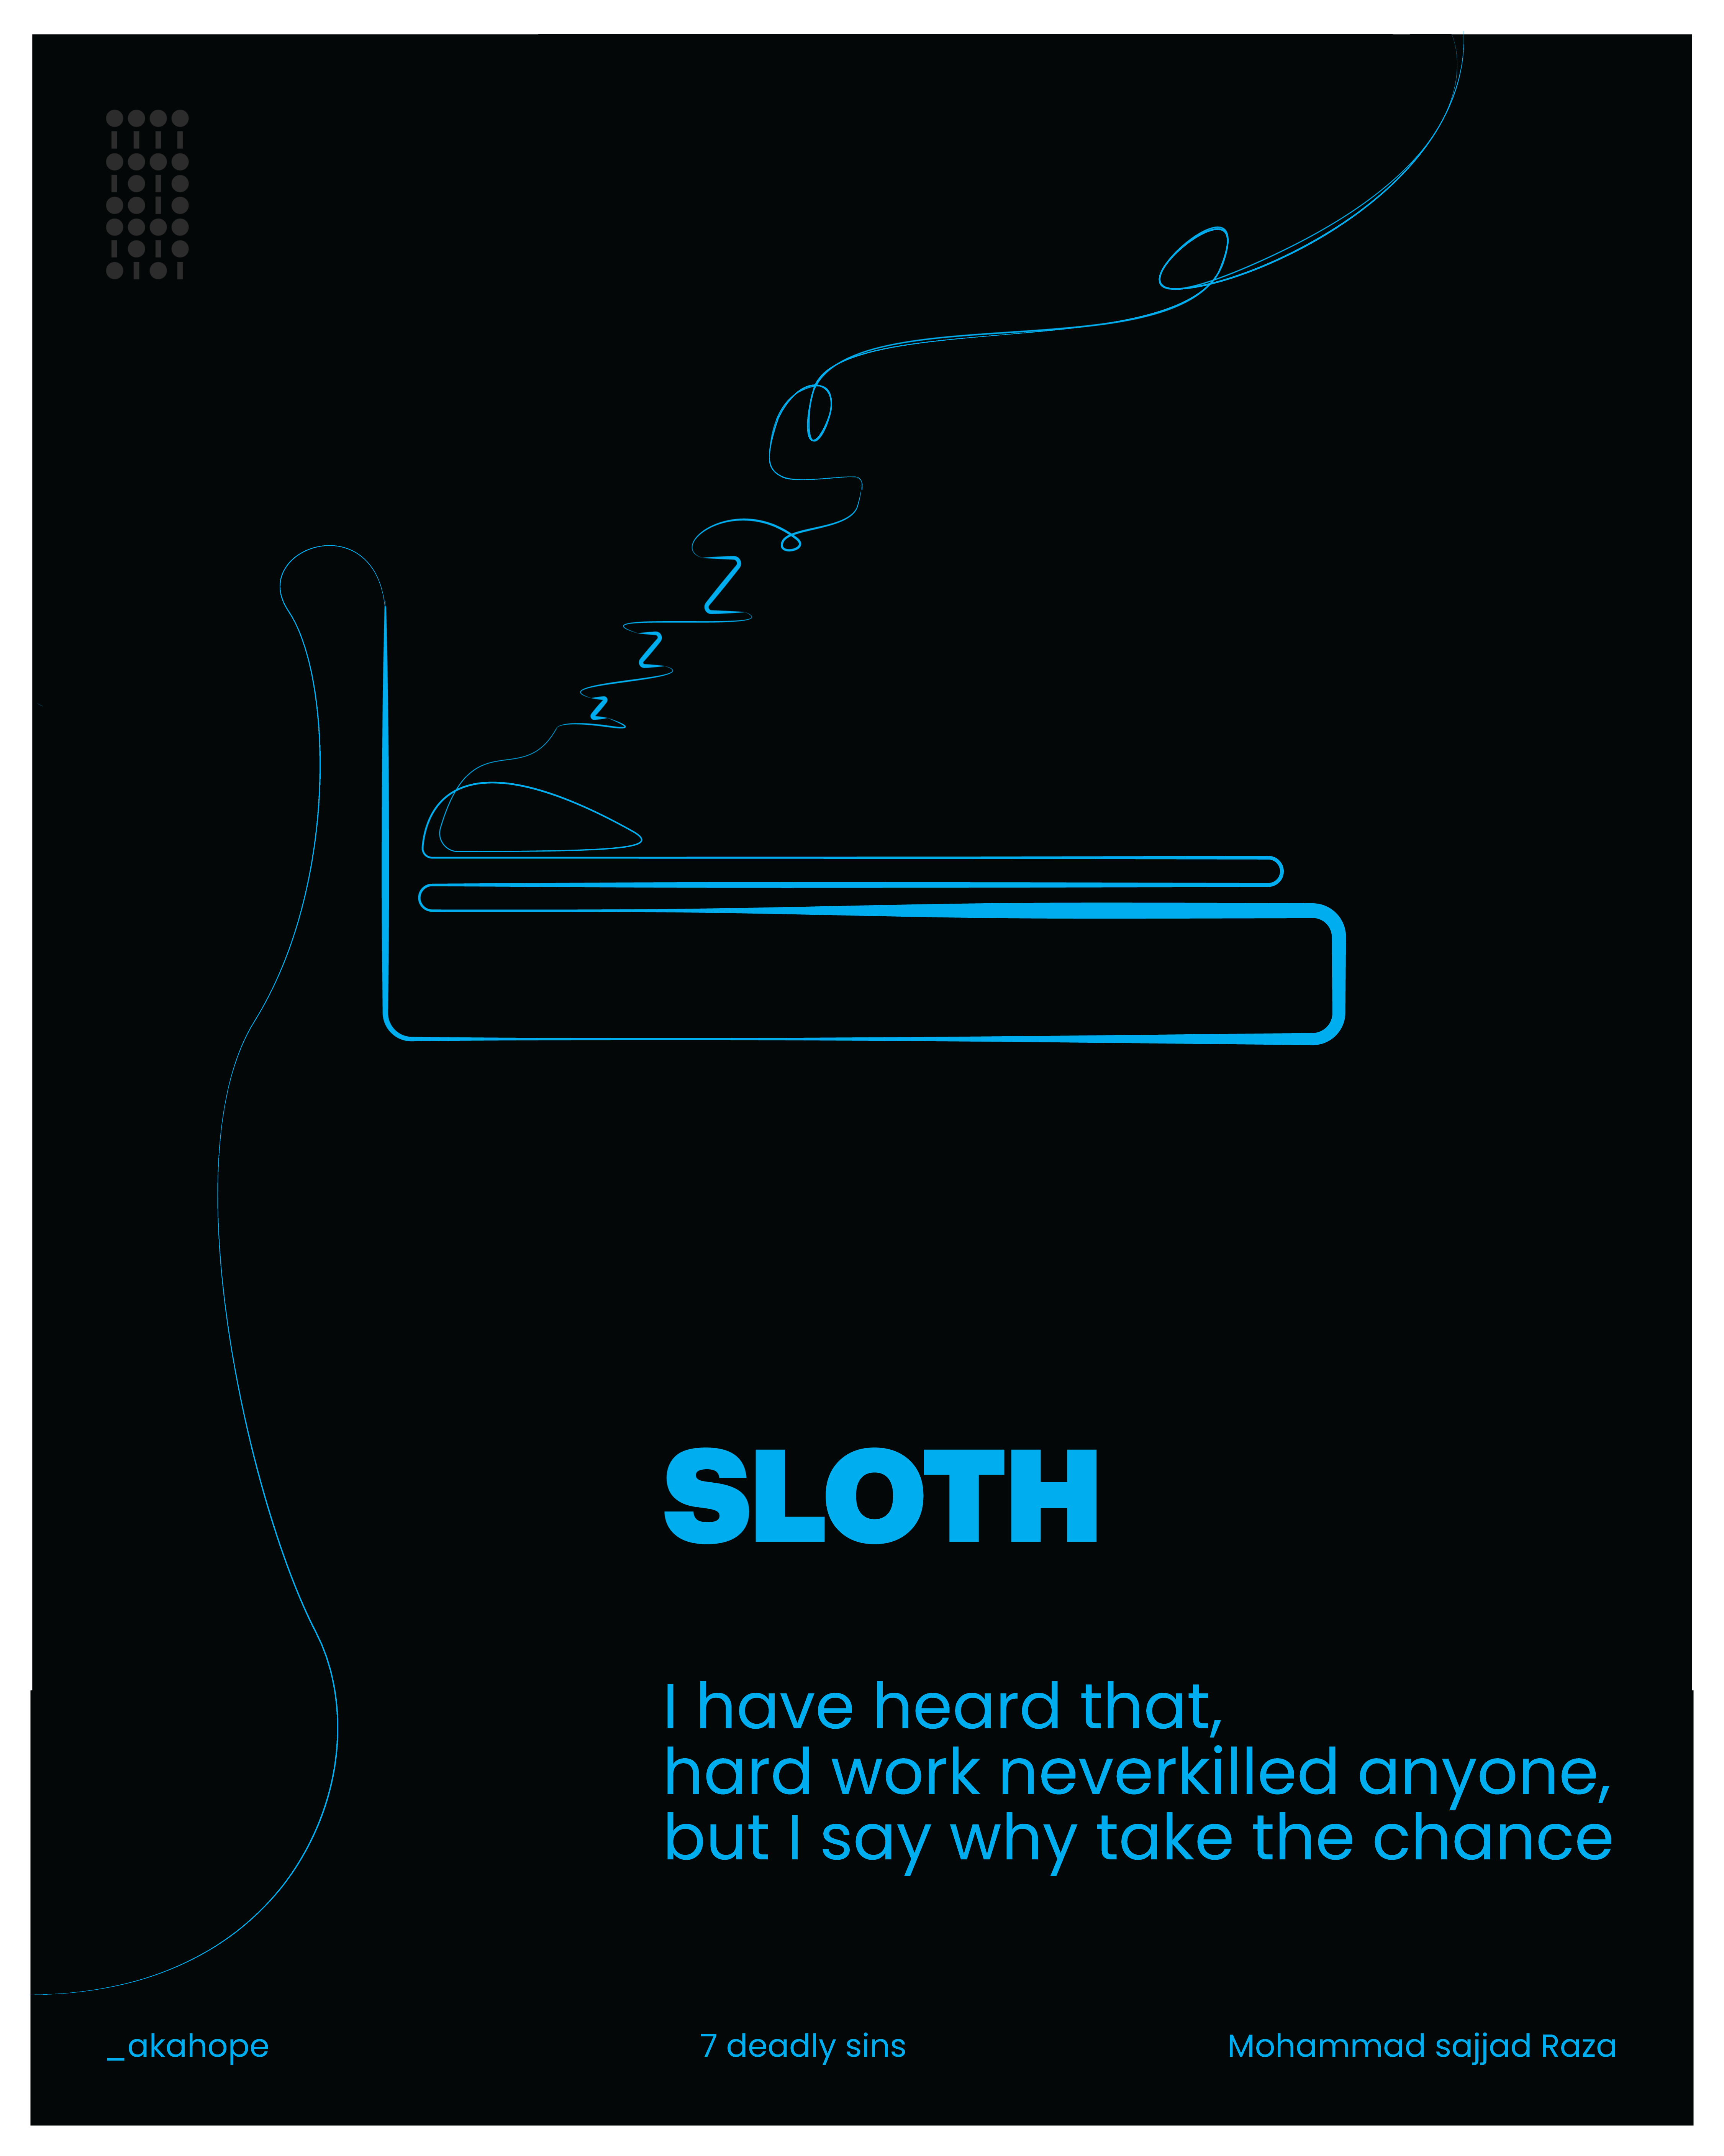 z
z
z
SLOTH
I have heard that,
hard work neverkilled anyone,
but I say why take the chance
_akahope
7 deadly sins
Mohammad sajjad Raza